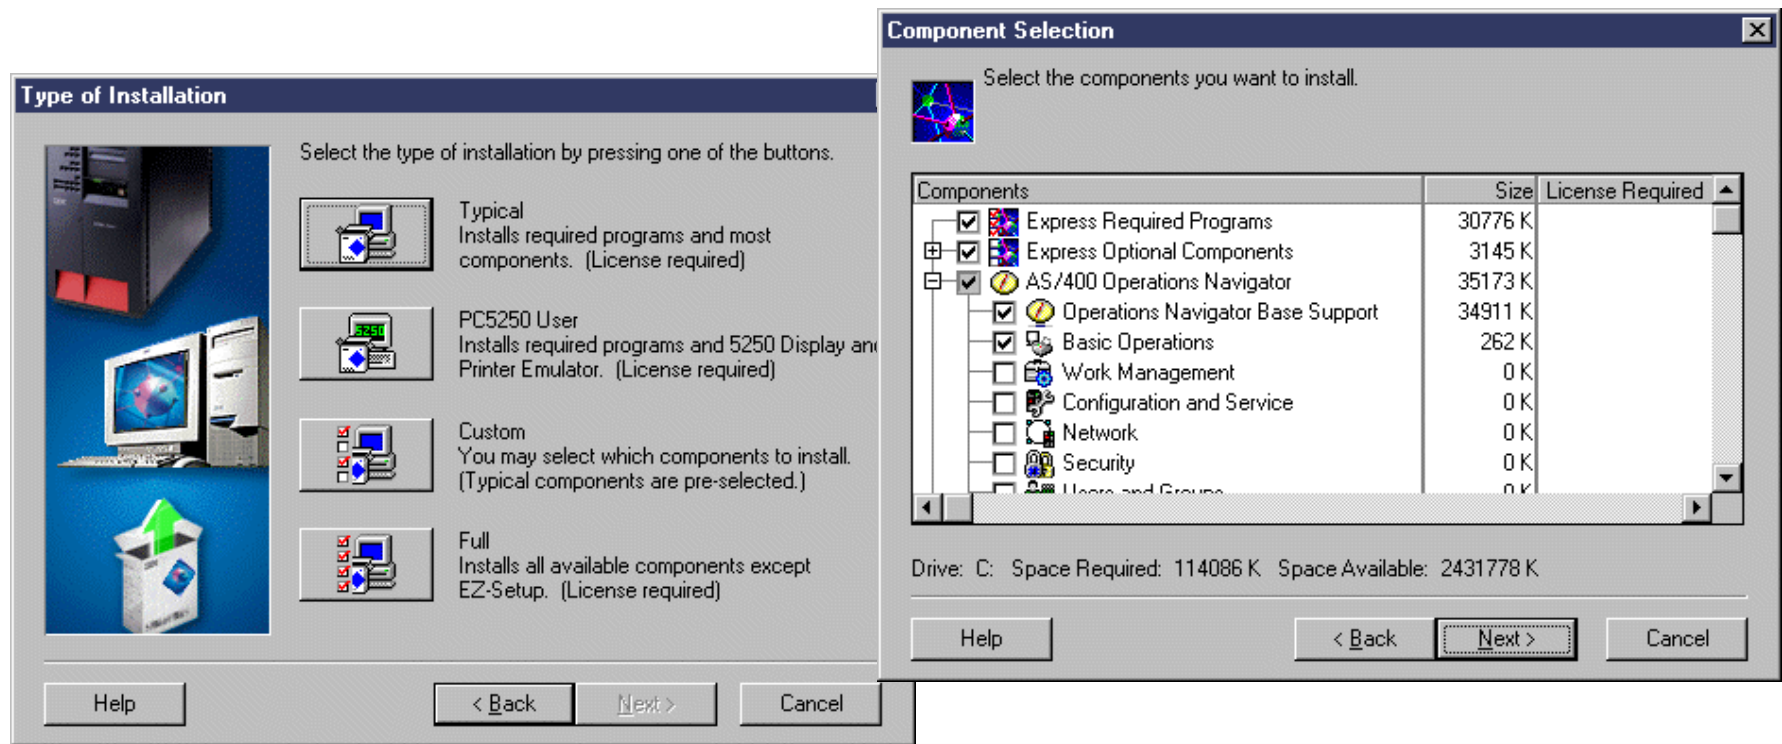 Type of Installation
Select the type of installation by pressing one of the buttons.
Typical
Installs required programs and most
components. (License required)
5250
PC5250 User
Installs required programs and 5250 Display and
Printer Emulator. (License required)
Custom
You may select which components to install.
(Typical components are pre-selected.)
Full
Installs all available components except
EZ-Setup. (License required)
Help
< Back
Next >
Cancel
Component Selection
Select the components you want to install.
Components Size License Required
Express Required Programs 30776 K
Express Optional Components 3145 K
AS/400 Operations Navigator 35173 K
Operations Navigator Base Support 34911 K
Basic Operations 262 K
Work Management 0 K
Configuration and Service 0 K
Network 0 K
Security 0 K
Users and Groups 0 K
Drive: C: Space Required: 114086 K Space Available: 2431778 K
Help
< Back
Next >
Cancel